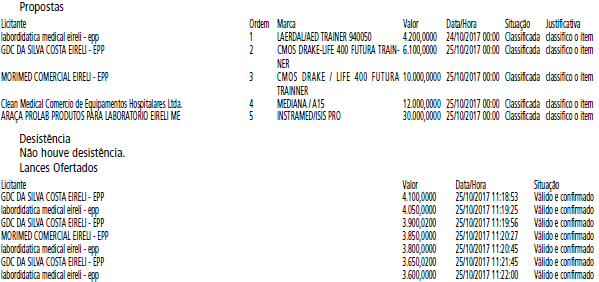 Propostas
Licitante Ordem Marca Valor Data/Hora Situação Justificativa
labordidatica medical eireli - epp 1 LAERDAL/AED TRAINER 940050 4.200,0000 24/10/2017 00:00 Classificada classifico o item
GDC DA SILVA COSTA EIRELI - EPP 2 CMOS DRAKE-LIFE 400 FUTURA TRAIN- 6.100,0000 25/10/2017 00:00 Classificada classifico o item
NER
MORIMED COMERCIAL EIRELI - EPP 3 CMOS DRAKE / LIFE 400 FUTURA 10.000,0000 25/10/2017 00:00 Classificada classifico o item
TRAINNER
Clean Medical Comercio de Equipamentos Hospitalares Ltda. 4 MEDIANA / A15 12.000,0000 25/10/2017 00:00 Classificada classifico o item
ARAÇA PROLAB PRODUTOS PARA LABORATORIO EIRELI ME 5 INSTRAMED/ISIS PRO 30.000,0000 25/10/2017 00:00 Classificada classifico o item
Desistência
Não houve desistência.
Lances Ofertados
Licitante Valor Data/Hora Situação
GDC DA SILVA COSTA EIRELI - EPP 4.100,0000 25/10/2017 11:18:53 Válido e confirmado
labordidatica medical eireli - epp 4.050,0000 25/10/2017 11:19:25 Válido e confirmado
GDC DA SILVA COSTA EIRELI - EPP 3.900,0200 25/10/2017 11:19:56 Válido e confirmado
MORIMED COMERCIAL EIRELI - EPP 3.850,0000 25/10/2017 11:20:27 Válido e confirmado
labordidatica medical eireli - epp 3.800,0000 25/10/2017 11:20:45 Válido e confirmado
GDC DA SILVA COSTA EIRELI - EPP 3.650,0200 25/10/2017 11:21:45 Válido e confirmado
labordidatica medical eireli - epp 3.600,0000 25/10/2017 11:22:00 Válido e confirmado